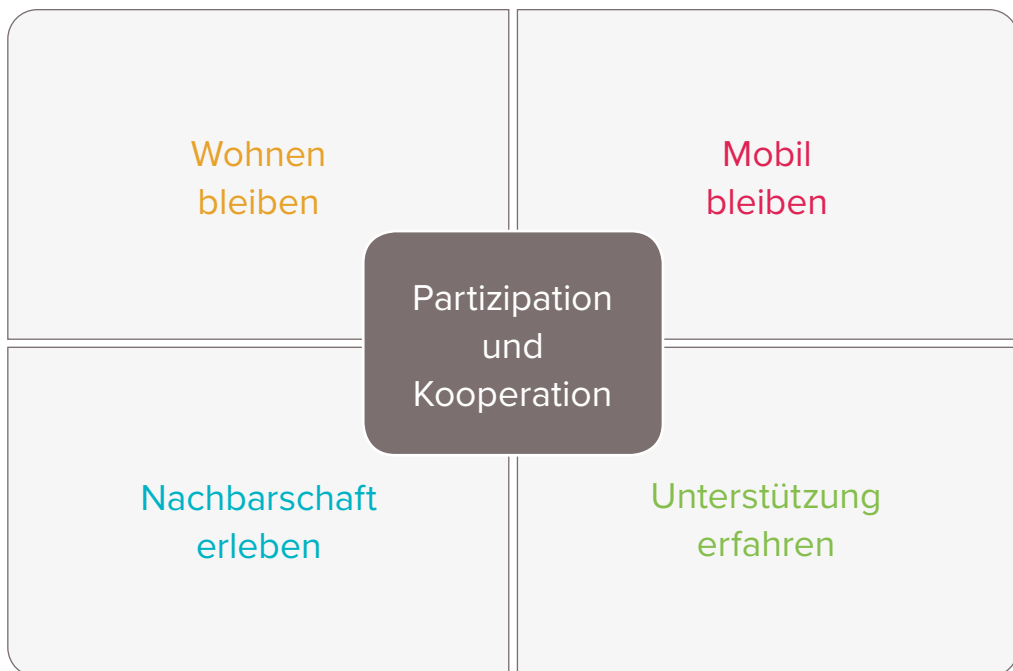 Wohnen
bleiben
Mobil
bleiben
Partizipation
und
Kooperation
Nachbarschaft
erleben
Unterstützung
erfahren